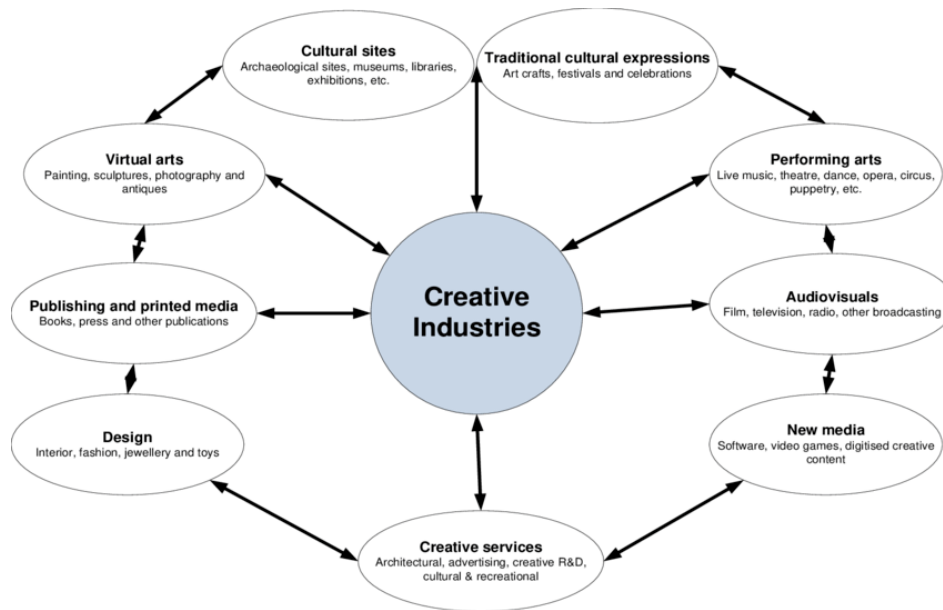 Cultural sites
Archaeological sites, museums, libraries,
exhibitions, etc.
Traditional cultural expressions
Art crafts, festivals and celebrations
Virtual arts
Painting, sculptures, photography and
antiques
Performing arts
Live music, theatre, dance, opera, circus,
puppetry, etc.
Creative
Industries
Publishing and printed media
Books, press and other publications
Audiovisuals
Film, television, radio, other broadcasting
Design
Interior, fashion, jewellery and toys
New media
Software, video games, digitised creative
content
Creative services
Architectural, advertising, creative R&D,
cultural & recreational